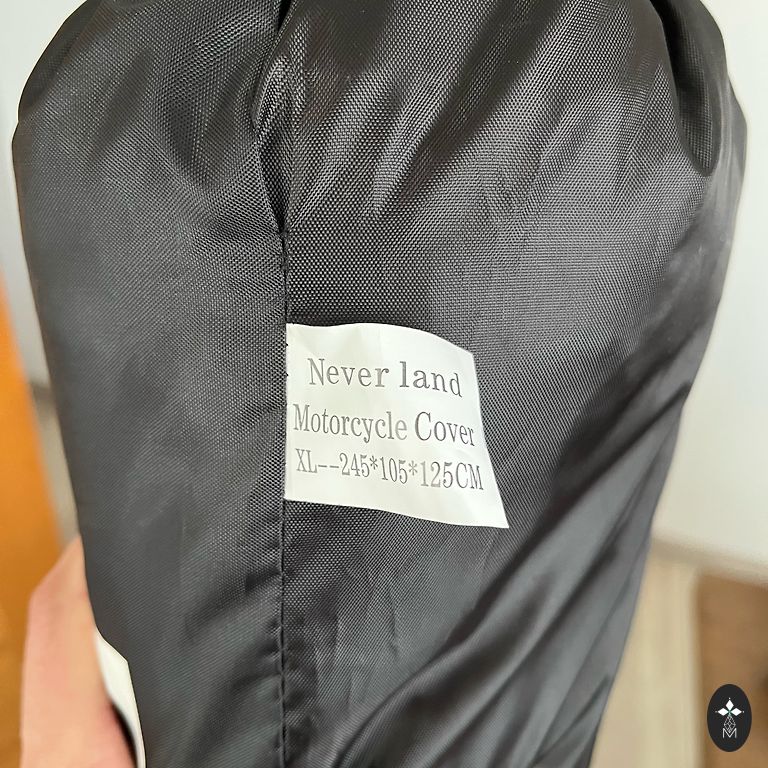 Never land
Motorcycle Cover
XL--245*105*125CM
M